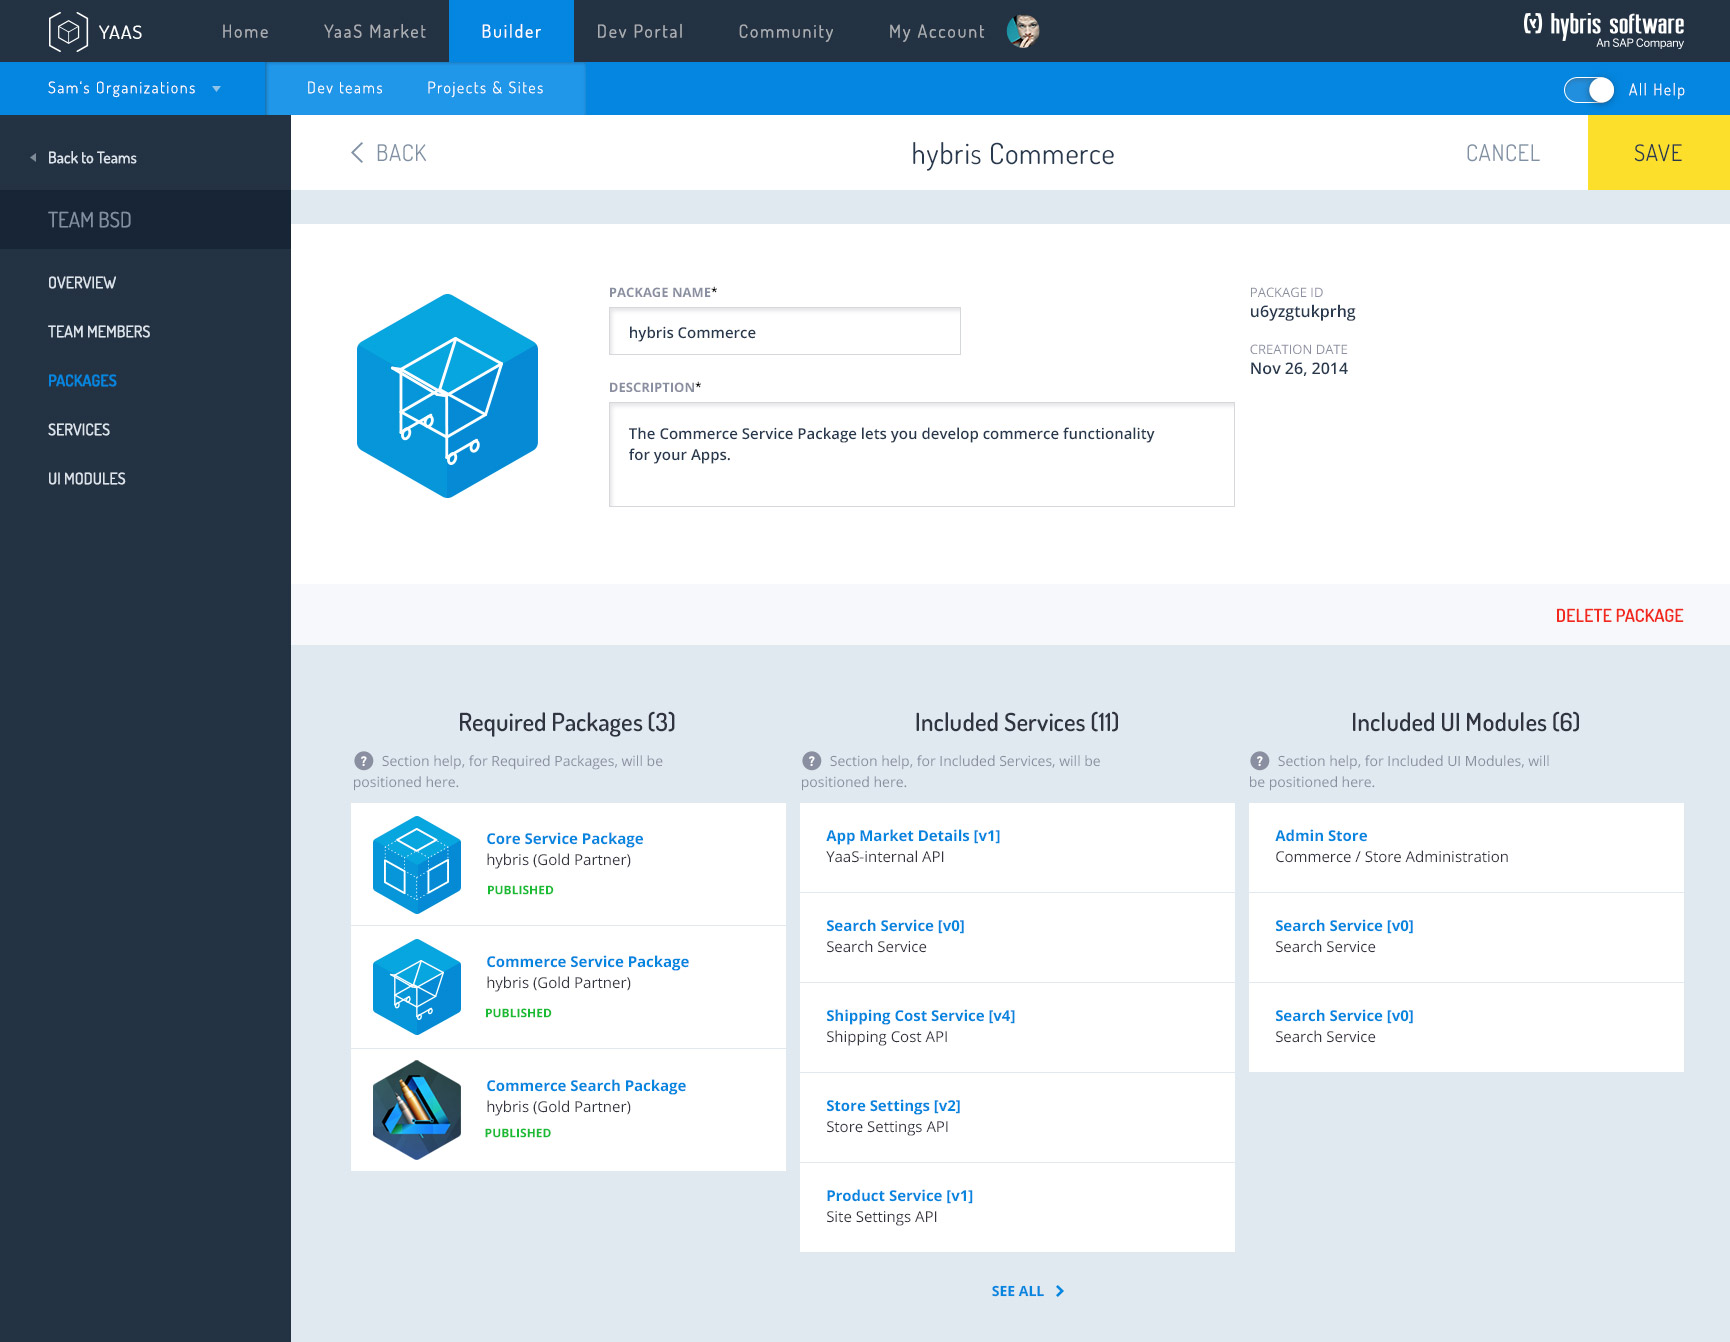 YAAS
Home
YaaS Market
Builder
Dev Portal
Community
My Account
(Y) hybris software
An SAP Company
Sam's Organizations
Dev teams
Projects & Sites
All Help
Back to Teams
TEAM BSD
OVERVIEW
TEAM MEMBERS
PACKAGES
SERVICES
UI MODULES
BACK
hybris Commerce
CANCEL
SAVE
PACKAGE NAME*
hybris Commerce
DESCRIPTION*
The Commerce Service Package lets you develop commerce functionality
for your Apps.
PACKAGE ID
u6yzgtukprhg
CREATION DATE
Nov 26, 2014
DELETE PACKAGE
Required Packages (3)
? Section help, for Required Packages, will be
positioned here.
Core Service Package
hybris (Gold Partner)
PUBLISHED
Commerce Service Package
hybris (Gold Partner)
PUBLISHED
Commerce Search Package
hybris (Gold Partner)
PUBLISHED
Included Services (11)
? Section help, for Included Services, will be
positioned here.
App Market Details [v1]
YaaS-internal API
Search Service [v0]
Search Service
Shipping Cost Service [v4]
Shipping Cost API
Store Settings [v2]
Store Settings API
Product Service [v1]
Site Settings API
SEE ALL
Included UI Modules (6)
? Section help, for Included UI Modules, will
be positioned here.
Admin Store
Commerce / Store Administration
Search Service [v0]
Search Service
Search Service [v0]
Search Service